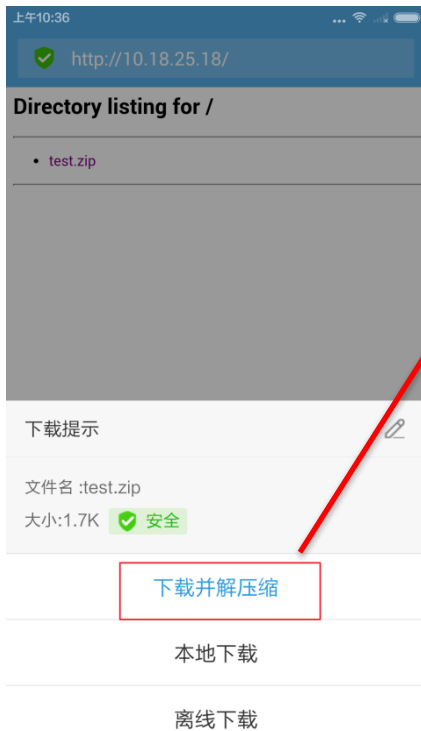 上午10:36
http://10.18.25.18/
Directory listing for /
test.zip
下载提示
文件名 :test.zip
大小:1.7K 安全
下载并解压缩
本地下载
离线下载